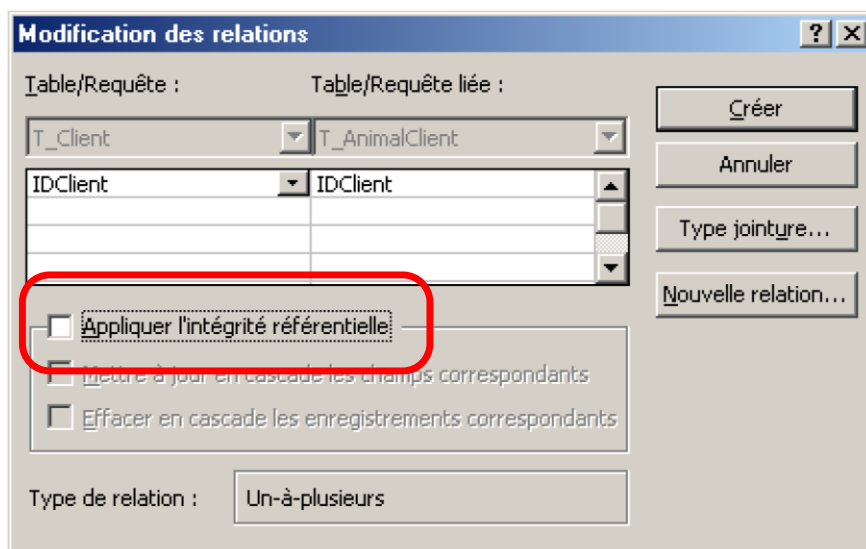 Modification des relations
Table/Requête : Table/Requête liée :
T_Client T_AnimalClient
IDClient IDClient
Créer
Annuler
Type jointure...
Nouvelle relation...
Appliquer l'intégrité référentielle
Mettre à jour en cascade les champs correspondants
Effacer en cascade les enregistrements correspondants
Type de relation : Un-à-plusieurs